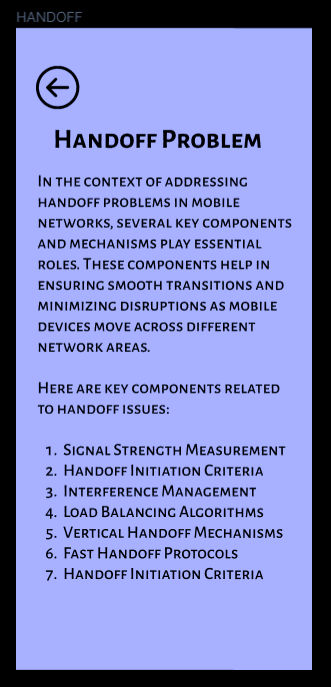 HANDOFF
Handoff Problem
In the context of addressing
handoff problems in mobile
networks, several key components
and mechanisms play essential
roles. These components help in
ensuring smooth transitions and
minimizing disruptions as mobile
devices move across different
network areas.
Here are key components related
to handoff issues:
1. Signal Strength Measurement
2. Handoff Initiation Criteria
3. Interference Management
4. Load Balancing Algorithms
5. Vertical Handoff Mechanisms
6. Fast Handoff Protocols
7. Handoff Initiation Criteria